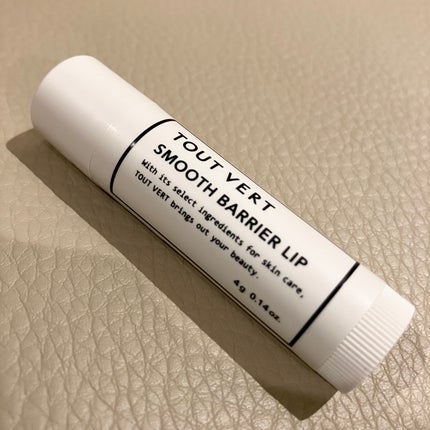 TOUT VERT
SMOOTH BARRIER LIP
With its select ingredients for skin care,
TOUT VERT brings out your beauty.
4g 0.14oz.